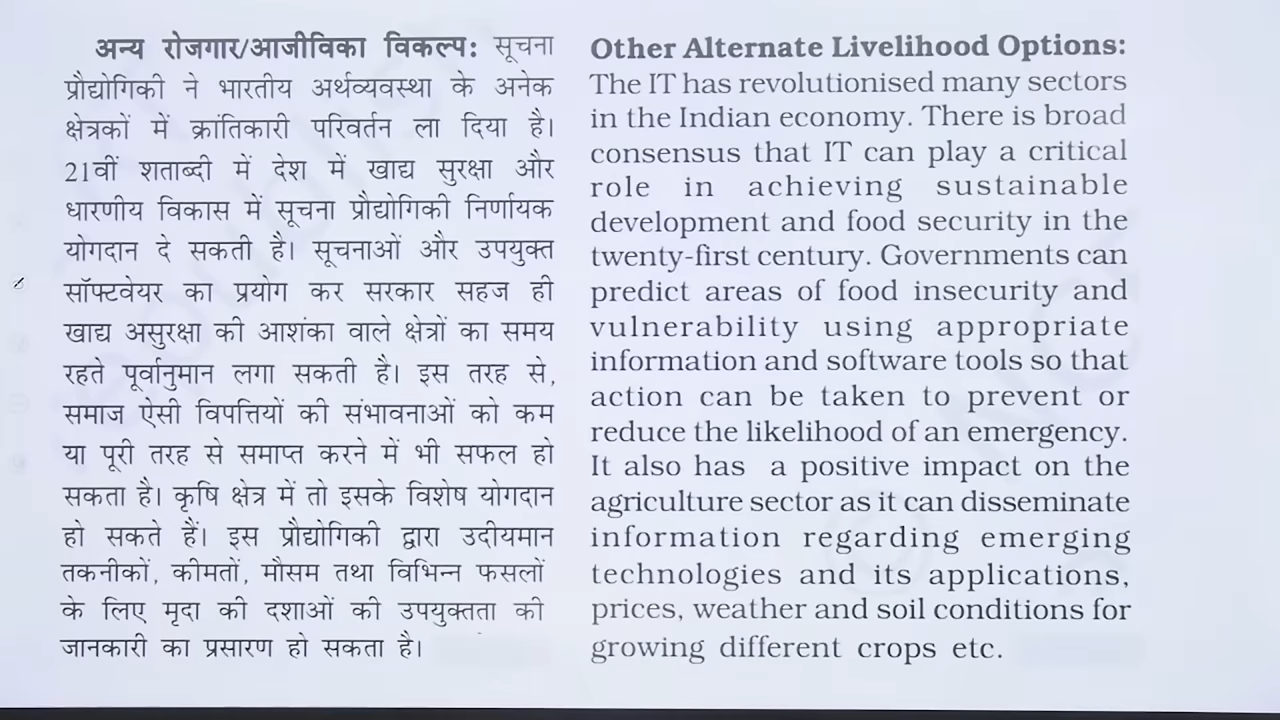 अन्य रोजगार/आजीविका विकल्प: सूचना
प्रौद्योगिकी ने भारतीय अर्थव्यवस्था के अनेक
क्षेत्रकों में क्रांतिकारी परिवर्तन ला दिया है।
21वीं शताब्दी में देश में खाद्य सुरक्षा और
धारणीय विकास में सूचना प्रौद्योगिकी निर्णायक
योगदान दे सकती है। सूचनाओं और उपयुक्त
सॉफ्टवेयर का प्रयोग कर सरकार सहज ही
खाद्य असुरक्षा की आशंका वाले क्षेत्रों का समय
रहते पूर्वानुमान लगा सकती है। इस तरह से,
समाज ऐसी विपत्तियों की संभावनाओं को कम
या पूरी तरह से समाप्त करने में भी सफल हो
सकता है। कृषि क्षेत्र में तो इसके विशेष योगदान
हो सकते हैं। इस प्रौद्योगिकी द्वारा उदीयमान
तकनीकों, कीमतों, मौसम तथा विभिन्न फसलों
के लिए मृदा की दशाओं की उपयुक्तता की
जानकारी का प्रसारण हो सकता है।
Other Alternate Livelihood Options:
The IT has revolutionised many sectors
in the Indian economy. There is broad
consensus that IT can play a critical
role in achieving sustainable
development and food security in the
twenty-first century. Governments can
predict areas of food insecurity and
vulnerability using appropriate
information and software tools so that
action can be taken to prevent or
reduce the likelihood of an emergency.
It also has a positive impact on the
agriculture sector as it can disseminate
information regarding emerging
technologies and its applications,
prices, weather and soil conditions for
growing different crops etc.